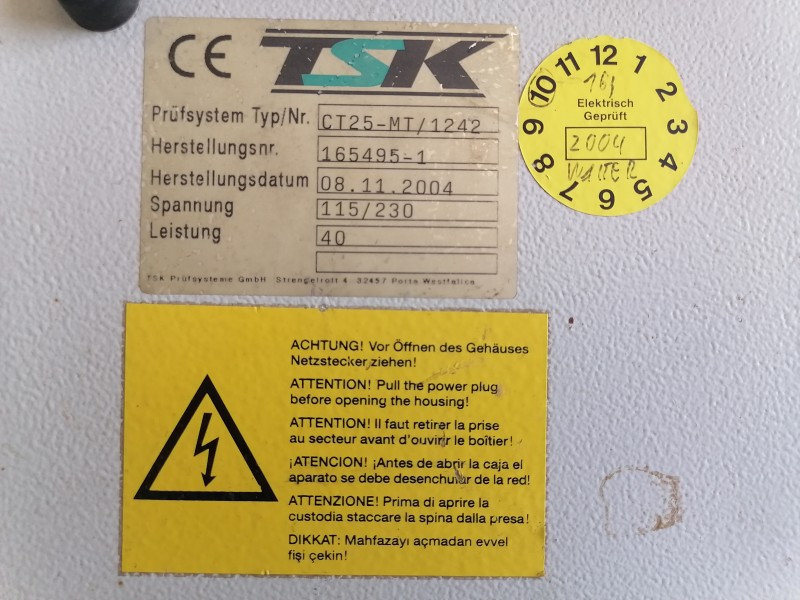 CE TSK
Prüfsystem Typ/Nr. CT25-MT/1242
Herstellungsnr. 165495-1
Herstellungsdatum 08.11.2004
Spannung 115/230
Leistung 40
TSK Prüfsysteme GmbH Strengelrott 4 32457 Porta Westfalica
12
1
2
3
4
5
6
7
8
9
10
11
Elektrisch
Geprüft
2004
ACHTUNG! Vor Öffnen des Gehäuses
Netzstecker ziehen!
ATTENTION! Pull the power plug
before opening the housing!
ATTENTION! Il faut retirer la prise
au secteur avant d'ouvrir le boîtier!
¡ATENCION! ¡Antes de abrir la caja el
aparato se debe desenchufar de la red!
ATTENZIONE! Prima di aprire la
custodia staccare la spina dalla presa!
DIKKAT: Mahfazayı açmadan evvel
fişi çekin!